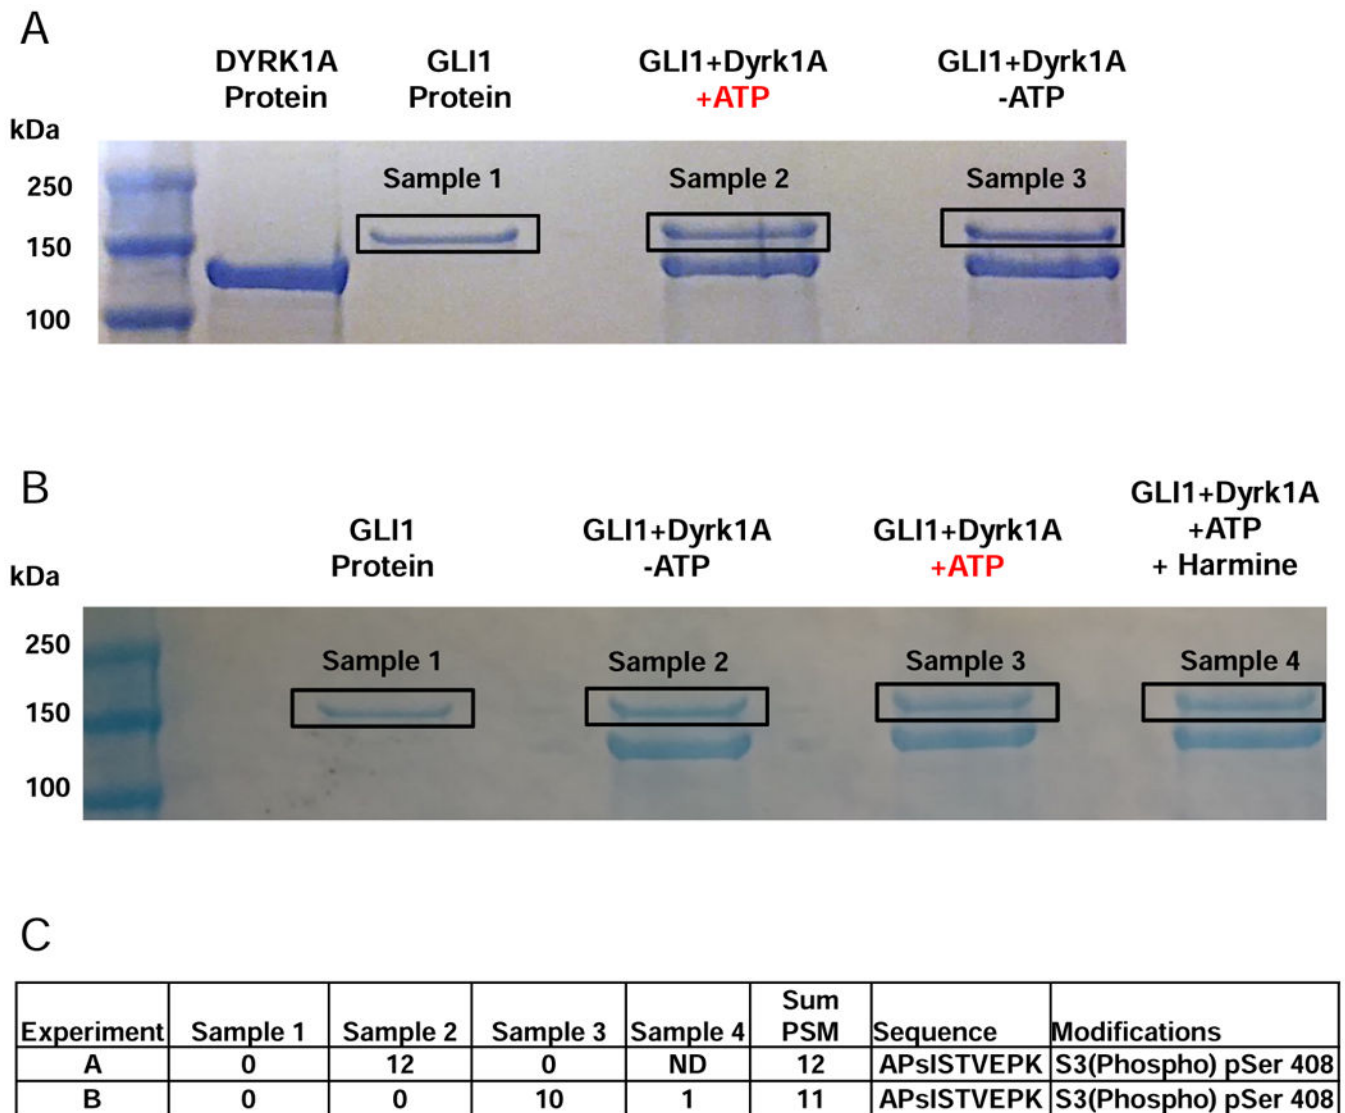 A
DYRK1A
Protein
GLI1
Protein
GLI1+Dyrk1A
+ATP
GLI1+Dyrk1A
-ATP
kDa
250
150
100
Sample 1
Sample 2
Sample 3
B
GLI1
Protein
GLI1+Dyrk1A
-ATP
GLI1+Dyrk1A
+ATP
GLI1+Dyrk1A
+ATP
+ Harmine
kDa
250
150
100
Sample 1
Sample 2
Sample 3
Sample 4
C
Experiment Sample 1 Sample 2 Sample 3 Sample 4 Sum PSM Sequence Modifications
A 0 12 0 ND 12 APsISTVEPK S3(Phospho) pSer 408
B 0 0 10 1 11 APsISTVEPK S3(Phospho) pSer 408